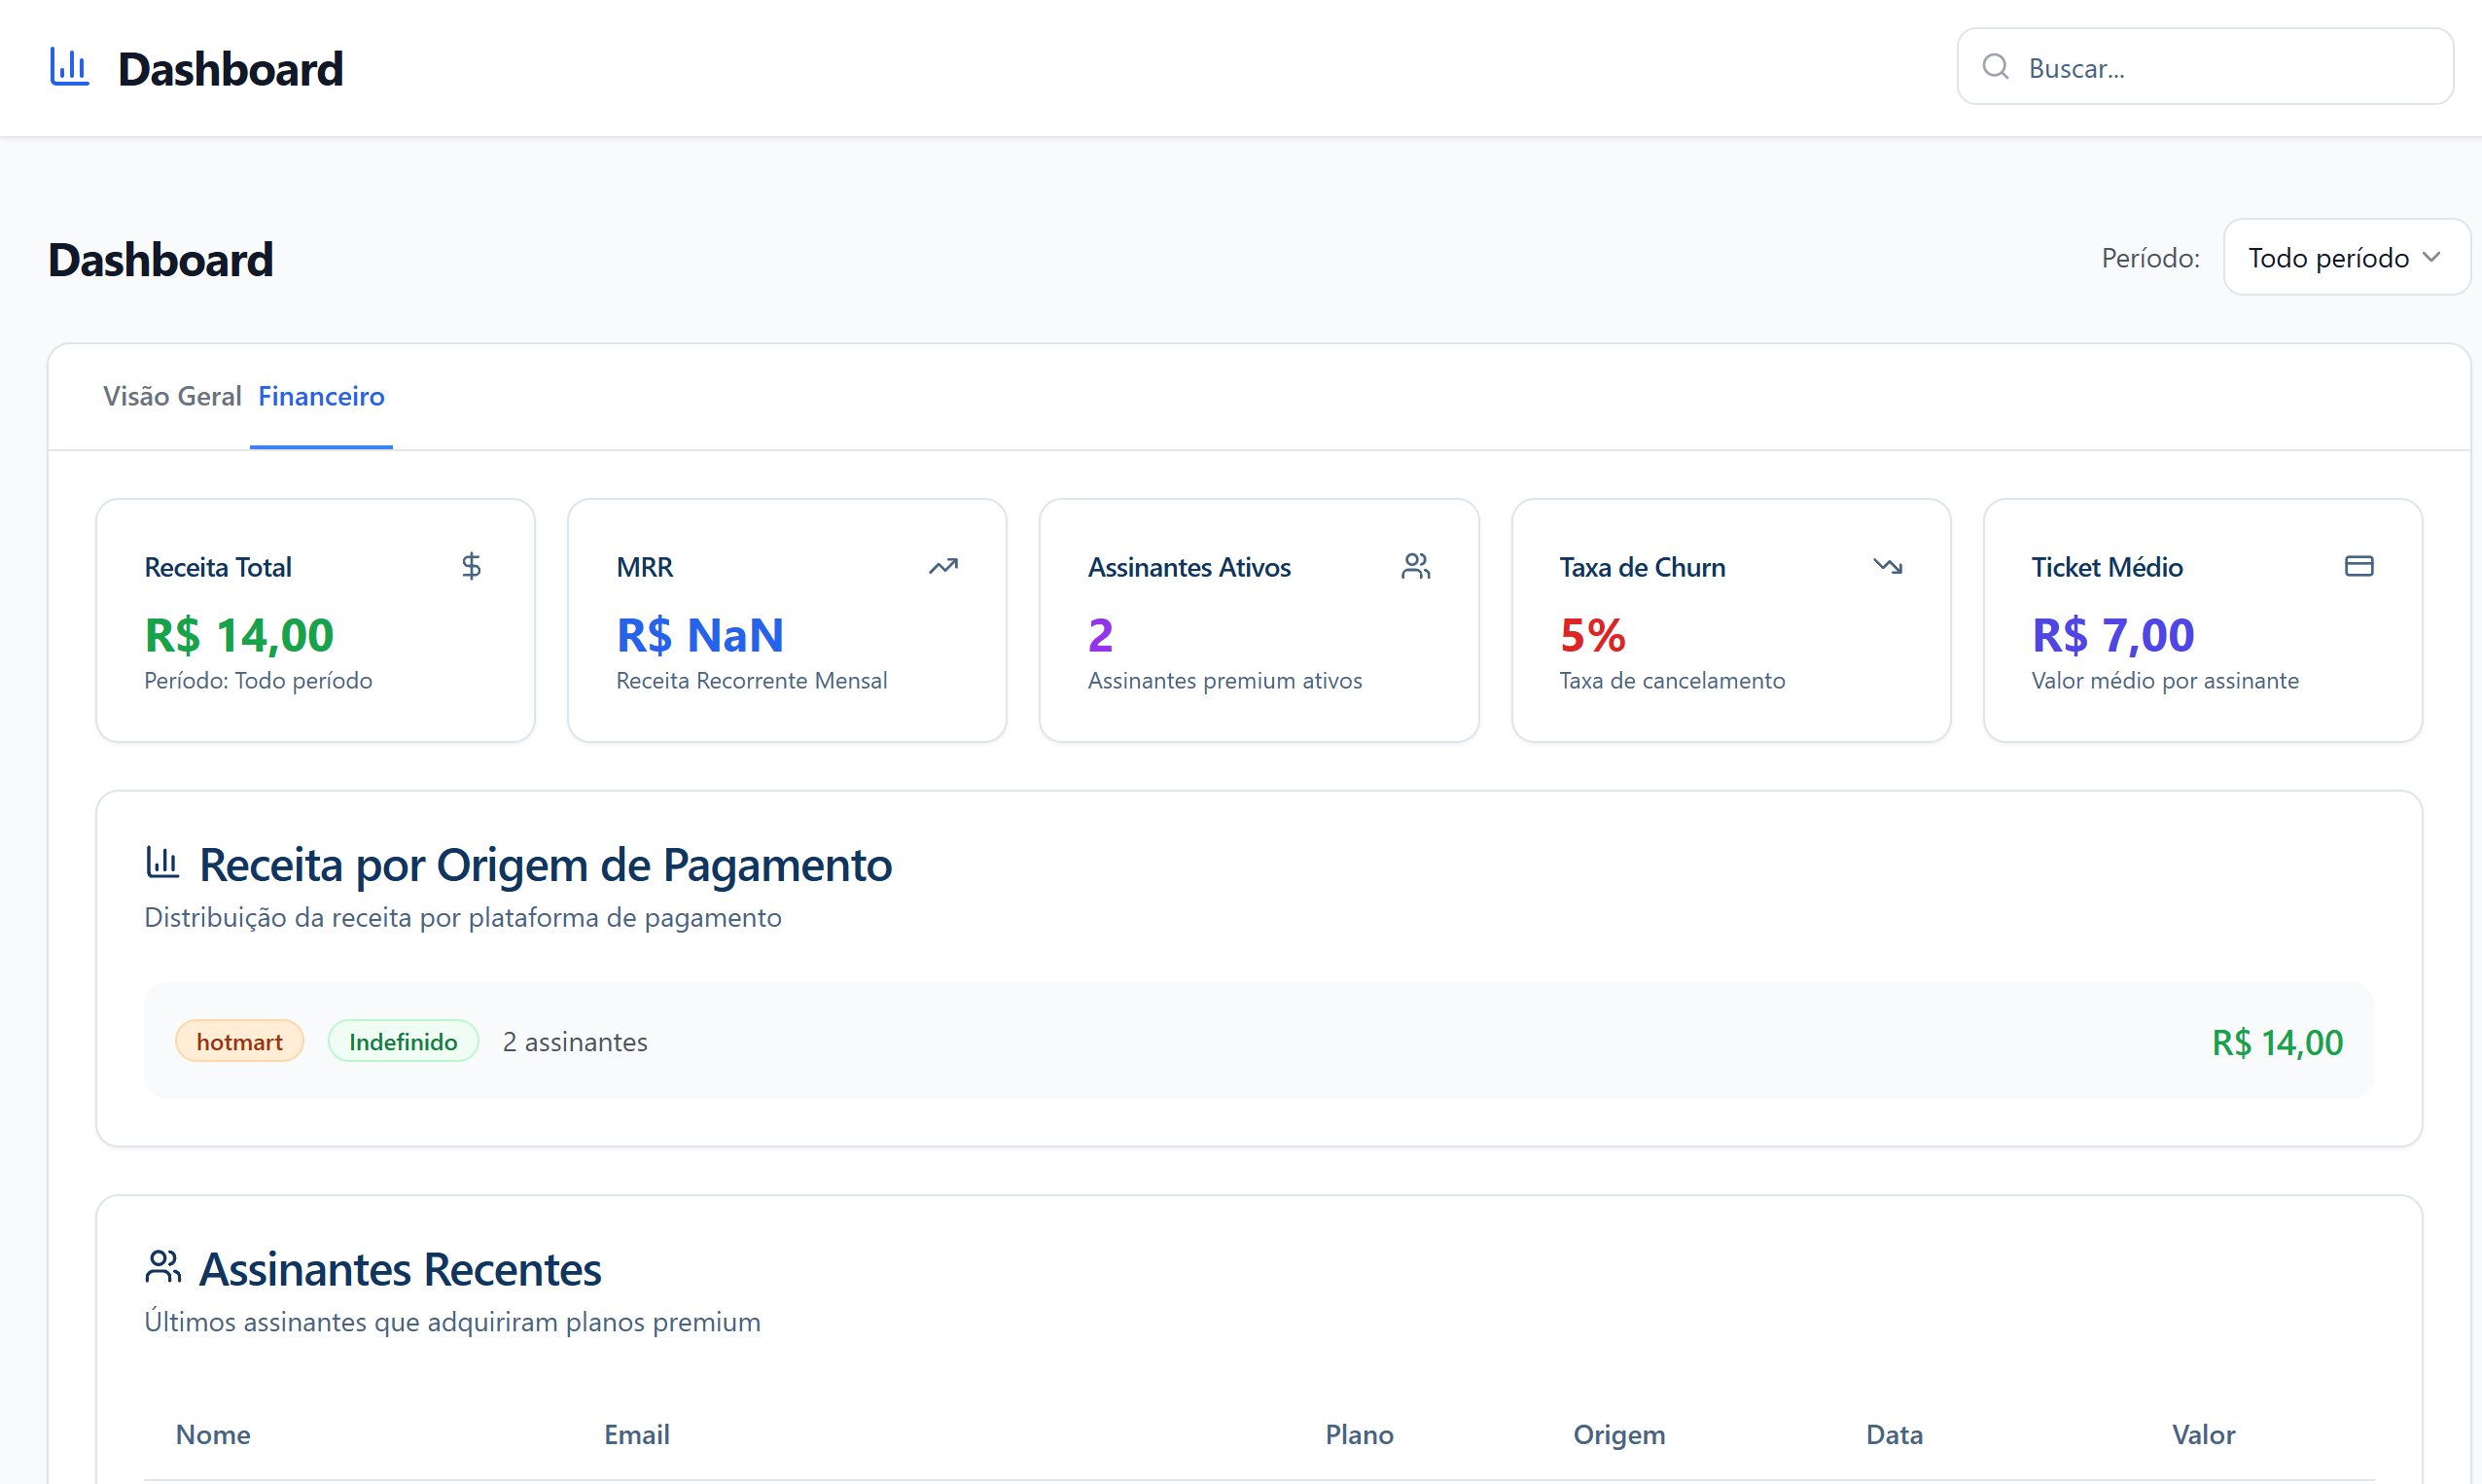 Dashboard
Buscar...
Dashboard
Período:
Todo período
Visão Geral
Financeiro
Receita Total
R$ 14,00
Período: Todo período
MRR
R$ NaN
Receita Recorrente Mensal
Assinantes Ativos
2
Assinantes premium ativos
Taxa de Churn
5%
Taxa de cancelamento
Ticket Médio
R$ 7,00
Valor médio por assinante
Receita por Origem de Pagamento
Distribuição da receita por plataforma de pagamento
hotmart Indefinido 2 assinantes R$ 14,00
Assinantes Recentes
Últimos assinantes que adquiriram planos premium
Nome Email Plano Origem Data Valor